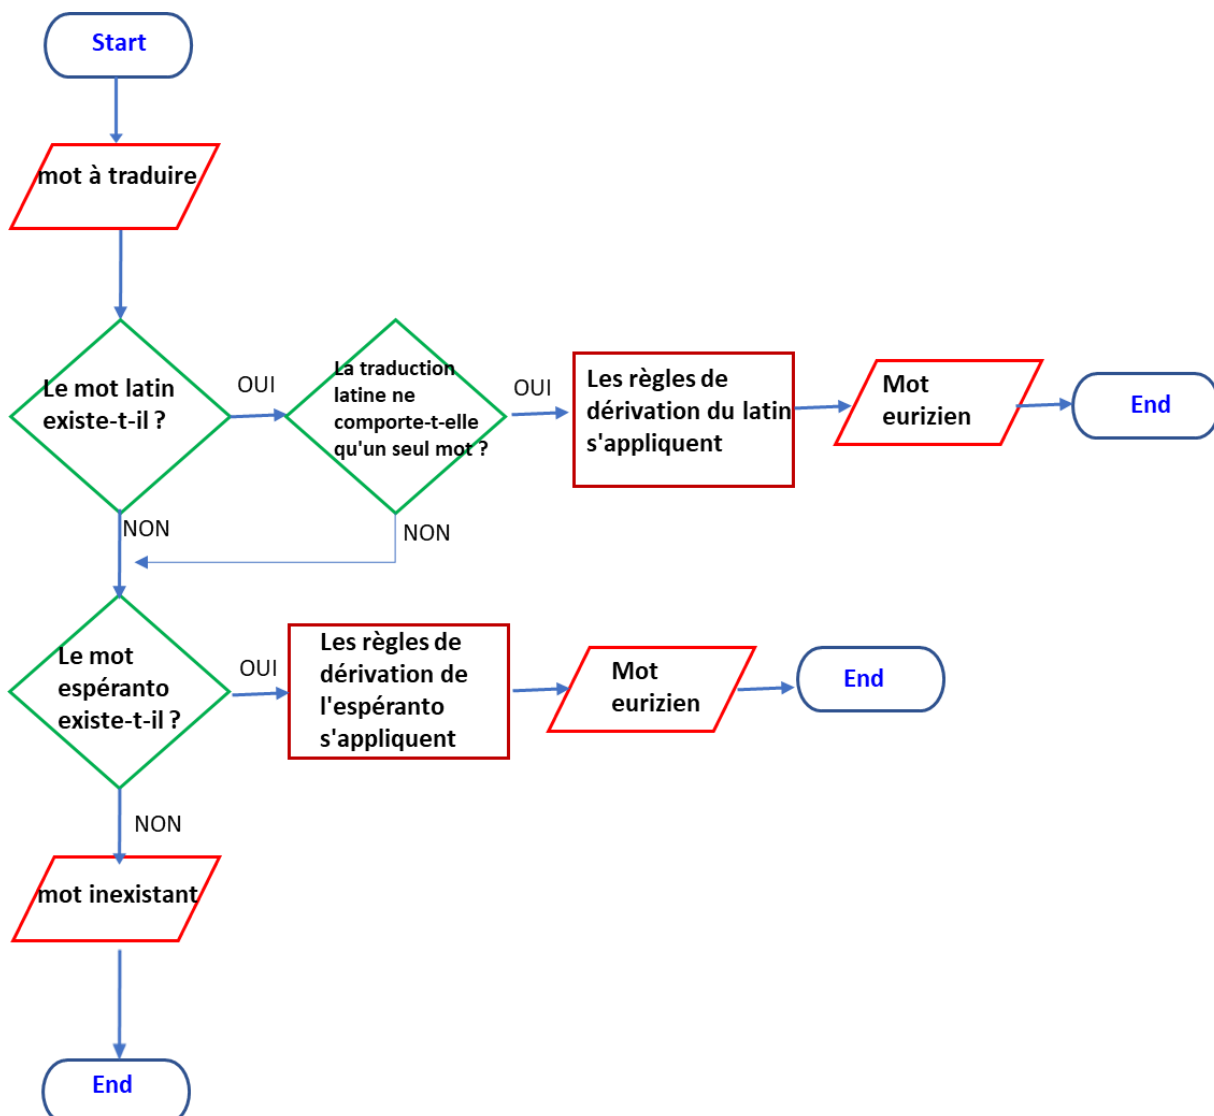 Start
mot à traduire
Le mot latin
existe-t-il ?
OUI
La traduction
latine ne
comporte-t-elle
qu'un seul mot ?
OUI
Les règles de
dérivation du latin
s'appliquent
Mot
eurizien
End
NON
NON
Le mot
espéranto
existe-t-il ?
OUI
Les règles de
dérivation de
l'espéranto
s'appliquent
Mot
eurizien
End
NON
mot inexistant
End